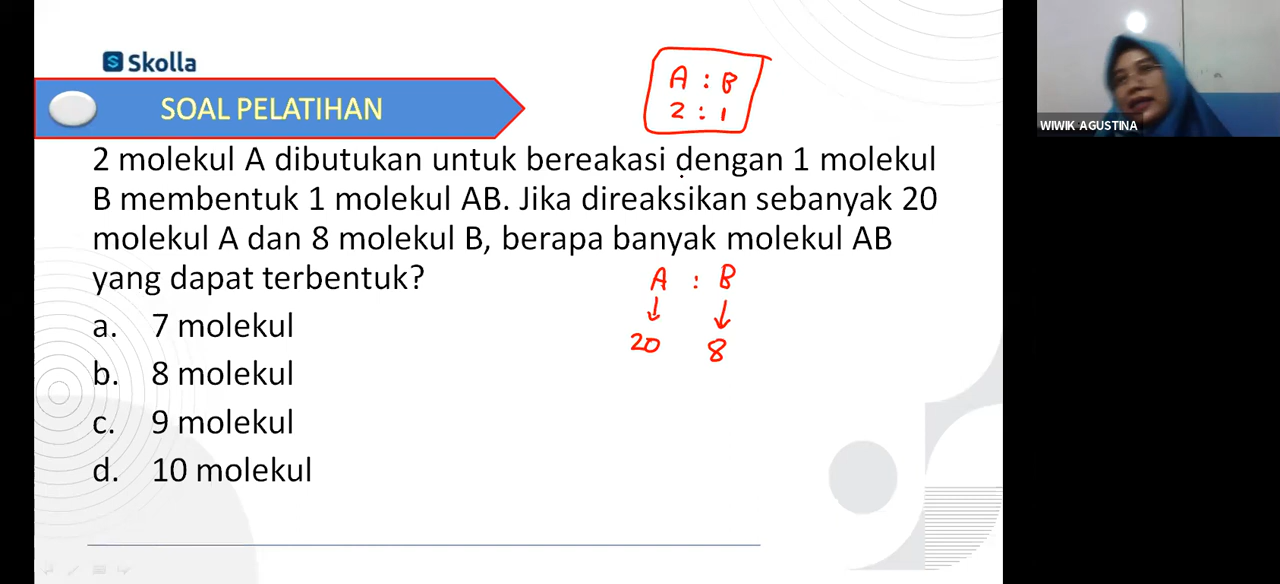 Skolla
SOAL PELATIHAN
A : B
2 : 1
WIWIK AGUSTINA
2 molekul A dibutukan untuk bereakasi dengan 1 molekul
B membentuk 1 molekul AB. Jika direaksikan sebanyak 20
molekul A dan 8 molekul B, berapa banyak molekul AB
yang dapat terbentuk?
A : B
20 8
a. 7 molekul
b. 8 molekul
c. 9 molekul
d. 10 molekul